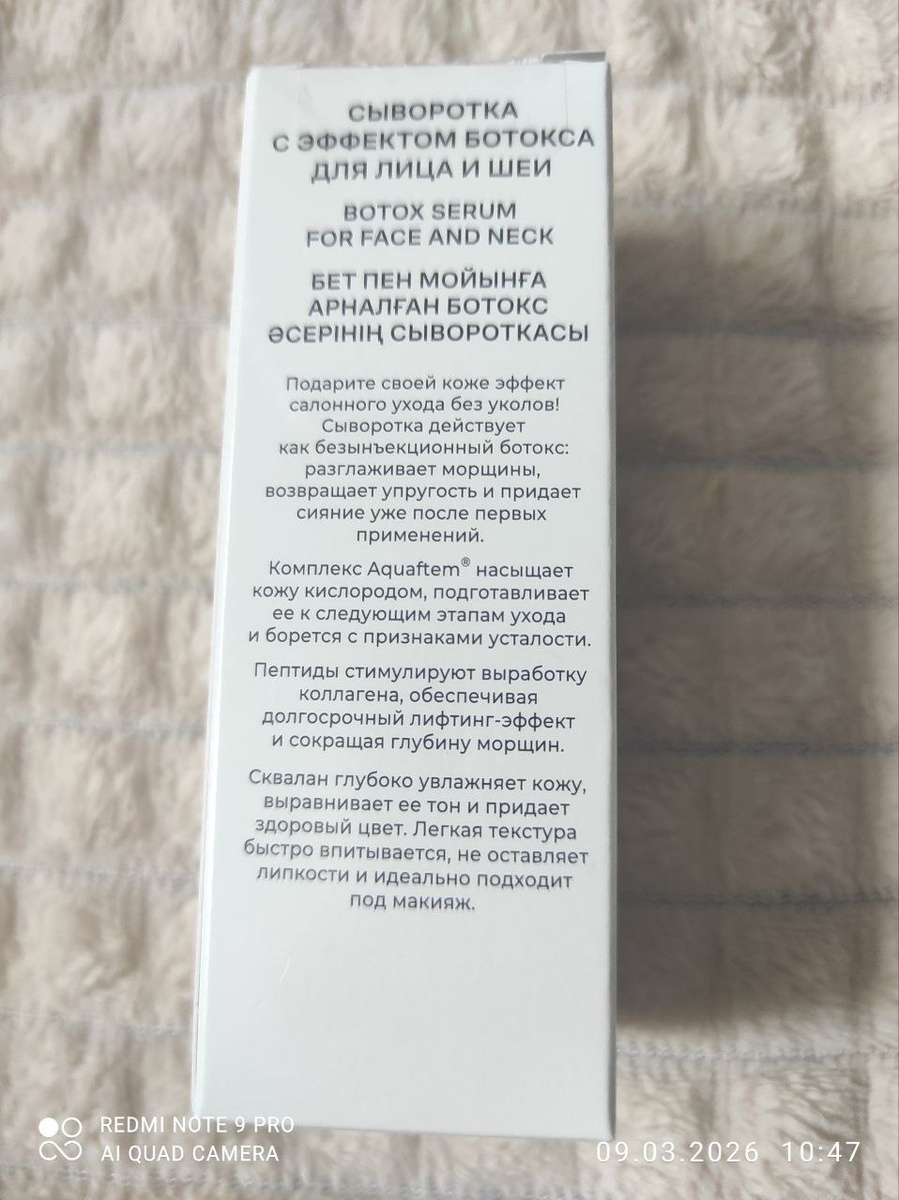 СЫВОРОТКА
С ЭФФЕКТОМ БОТОКСА
ДЛЯ ЛИЦА И ШЕИ
BOTOX SERUM
FOR FACE AND NECK
БЕТ ПЕН МОЙЫНҒА
АРНАЛҒАН БОТОКС
ӘСЕРІНІҢ СЫВОРОТКАСЫ
Подарите своей коже эффект
салонного ухода без уколов!
Сыворотка действует
как безынъекционный ботокс:
разглаживает морщины,
возвращает упругость и придает
сияние уже после первых
применений.
Комплекс Aquaftem® насыщает
кожу кислородом, подготавливает
ее к следующим этапам ухода
и борется с признаками усталости.
Пептиды стимулируют выработку
коллагена, обеспечивая
долгосрочный лифтинг-эффект
и сокращая глубину морщин.
Сквалан глубоко увлажняет кожу,
выравнивает ее тон и придает
здоровый цвет. Легкая текстура
быстро впитывается, не оставляет
липкости и идеально подходит
под макияж.
REDMI NOTE 9 PRO
AI QUAD CAMERA
09.03.2026 10:47